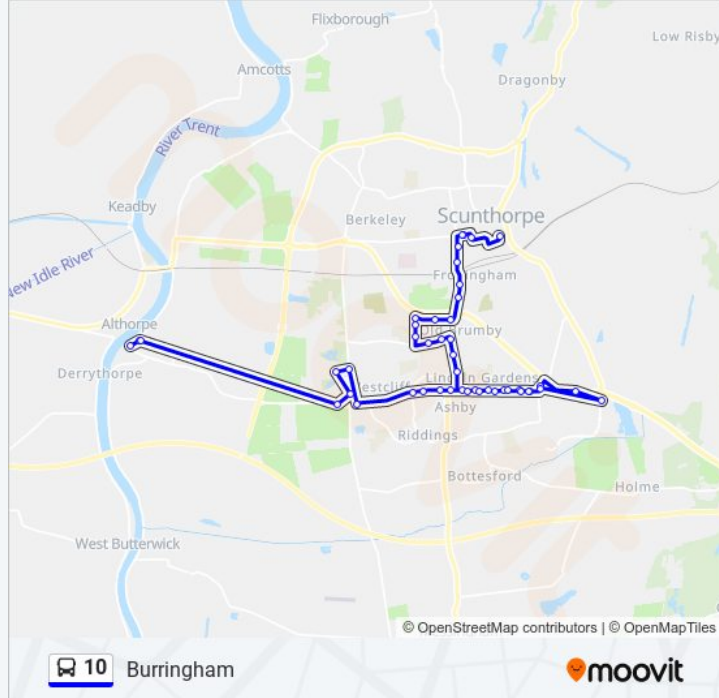 Flixborough
Low Risby
Amcotts
Dragonby
River Trent
Keadby
Berkeley
Scunthorpe
New Idle River
Frodingham
Althorpe
Old Brumby
Derrythorpe
Westcliff
Lincoln Gardens
Ashby
Riddings
Bottesford
Holme
West Butterwick
© OpenStreetMap contributors | © OpenMapTiles
10 Burringham
moovit